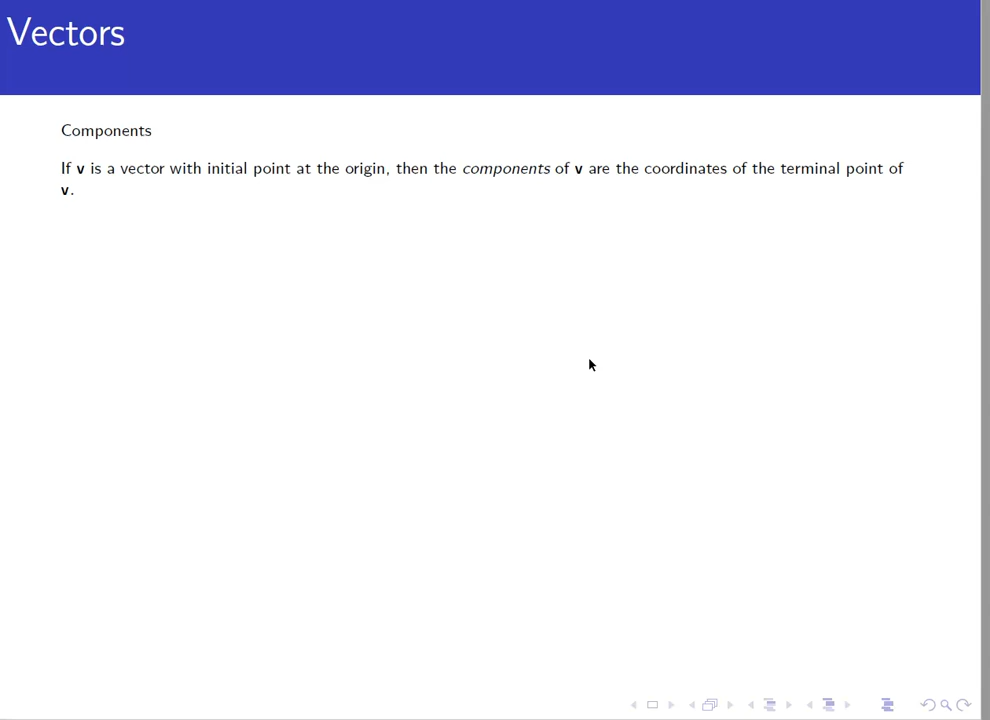 Vectors
Components
If v is a vector with initial point at the origin, then the components of v are the coordinates of the terminal point of
v.